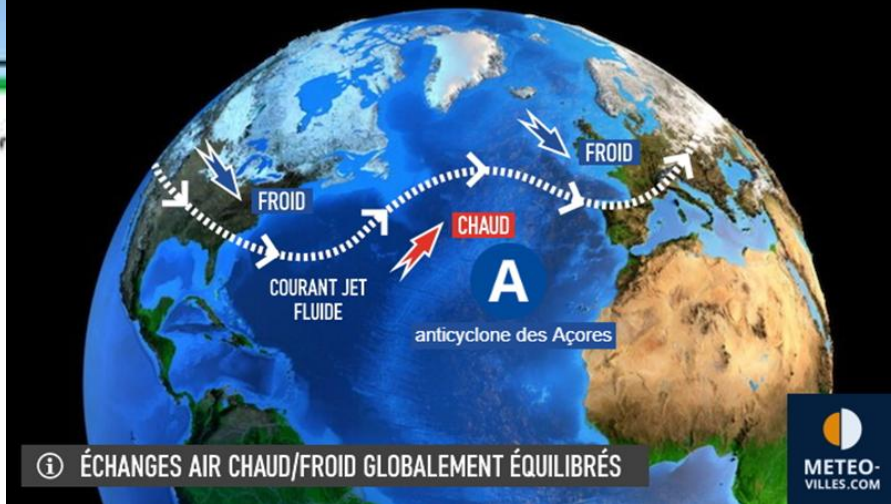 FROID
FROID
CHAUD
COURANT JET
FLUIDE
A
anticyclone des Açores
i ÉCHANGES AIR CHAUD/FROID GLOBALEMENT ÉQUILIBRÉS
METEO-
VILLES.COM